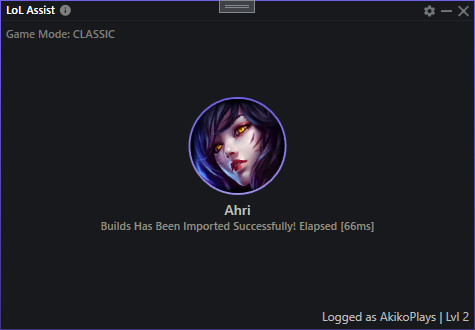 LoL Assist
Game Mode: CLASSIC
Ahri
Builds Has Been Imported Successfully! Elapsed [66ms]
Logged as AkikoPlays | Lvl 2